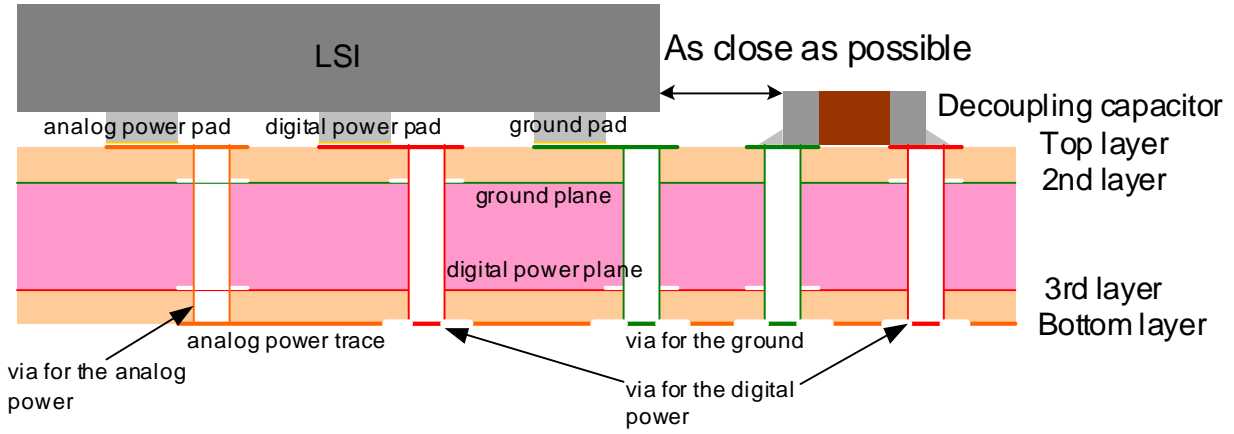 LSI
As close as possible
Decoupling capacitor
analog power pad
digital power pad
ground pad
Top layer
2nd layer
ground plane
digital power plane
3rd layer
Bottom layer
analog power trace
via for the ground
via for the analog
power
via for the digital
power